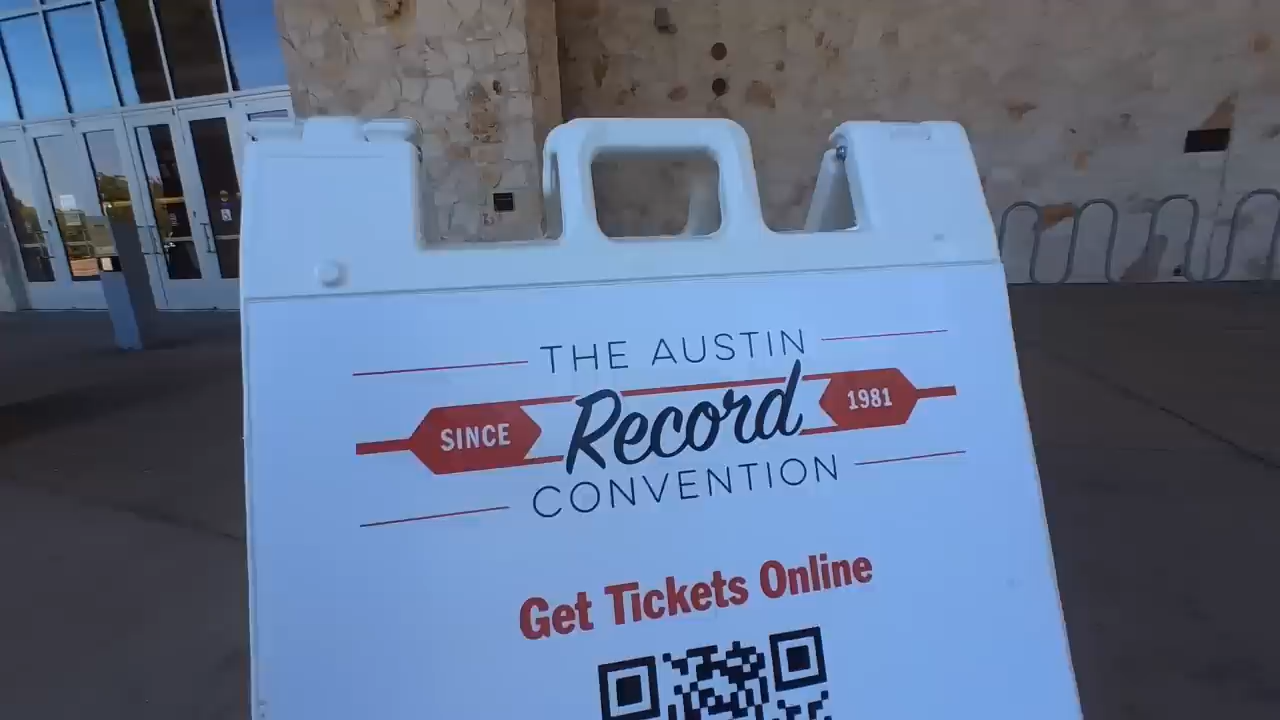 THE AUSTIN
SINCE Record 1981
CONVENTION
Get Tickets Online